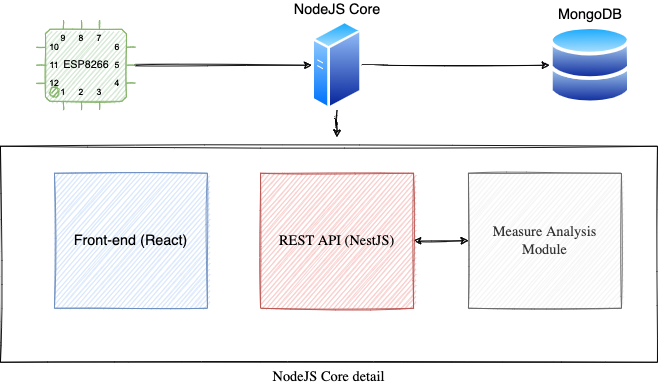 NodeJS Core
MongoDB
9 8 7
10 6
11 ESP8266 5
12 4
1 2 3
Front-end (React)
REST API (NestJS)
Measure Analysis
Module
NodeJS Core detail